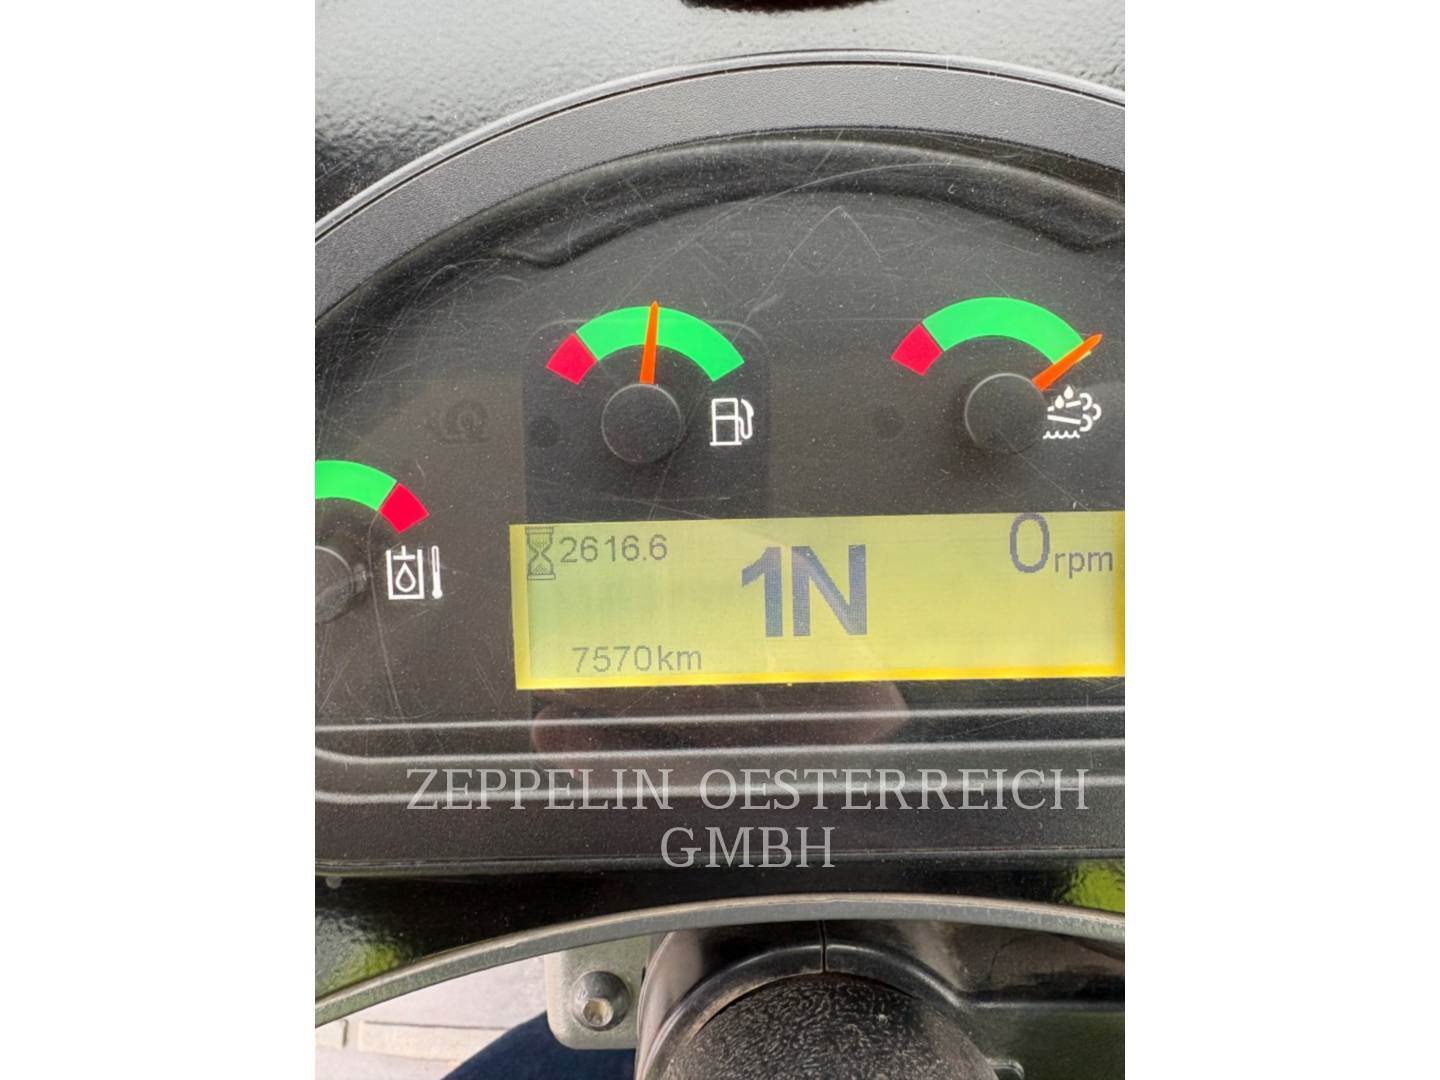 2616.6
1N
0rpm
7570km
ZEPPELIN OESTERREICH
GMBH